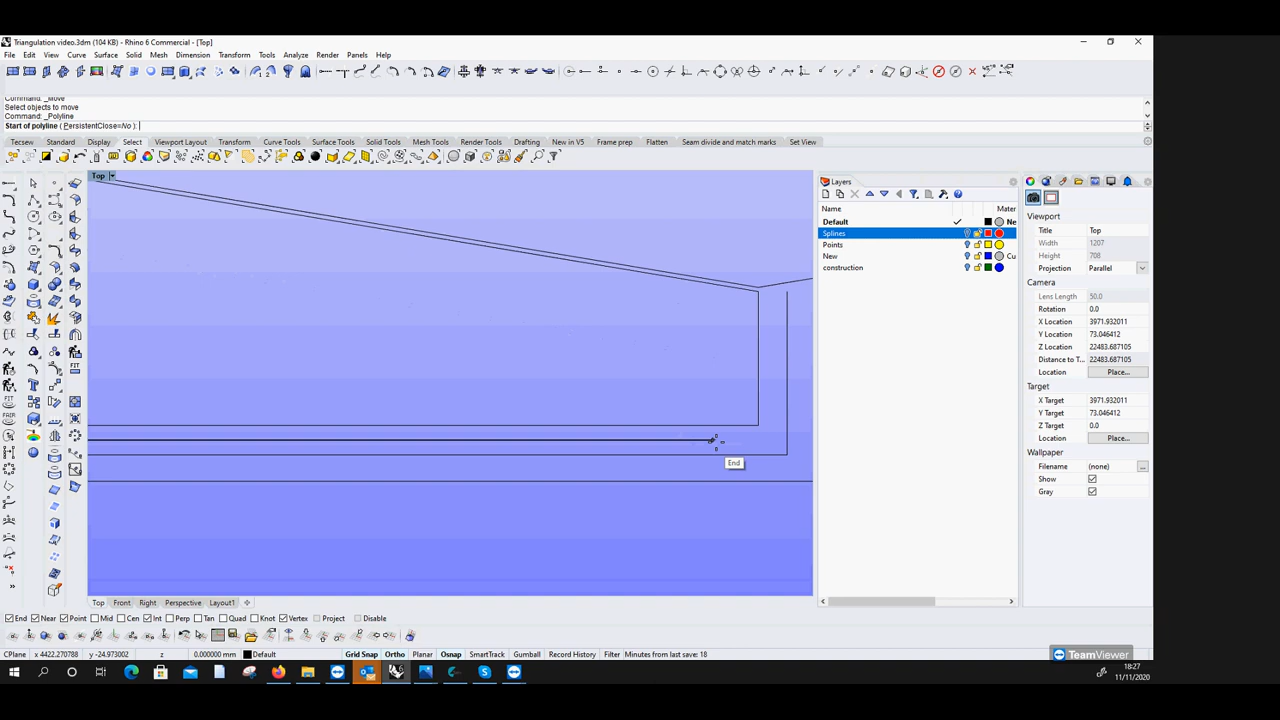 Triangulation video.3dm (104 KB) - Rhino 6 Commercial - [Top]
File Edit View Curve Surface Solid Mesh Dimension Transform Tools Analyze Render Panels Help
Command: _Move
Select objects to move
Command: _Polyline
Start of polyline ( PersistentClose=No ):
Tecsew Standard Display Select Viewport Layout Transform Curve Tools Surface Tools Solid Tools Mesh Tools Render Tools Drafting New in V5 Frame prep Flatten Seam divide and match marks Set View
Top
Layers
Name Mater
Default Ne
Splines
Points
New Cu
construction
Viewport
Title Top
Width 1207
Height 708
Projection Parallel
Camera
Lens Length 50.0
Rotation 0.0
X Location 3971.932011
Y Location 73.046412
Z Location 22483.687105
Distance to T... 22483.687105
Location Place...
Target
X Target 3971.932011
Y Target 73.046412
Z Target 0.0
Location Place...
Wallpaper
Filename (none) ...
Show
Gray
FIT
FIT
FAIR
End
Top Front Right Perspective Layout1
End Near Point Mid Cen Int Perp Tan Quad Knot Vertex Project Disable
CPlane x 4422.270788 y -24.973002 z 0.000000 mm Default Grid Snap Ortho Planar Osnap SmartTrack Gumball Record History Filter Minutes from last save: 18
TeamViewer
18:27
11/11/2020